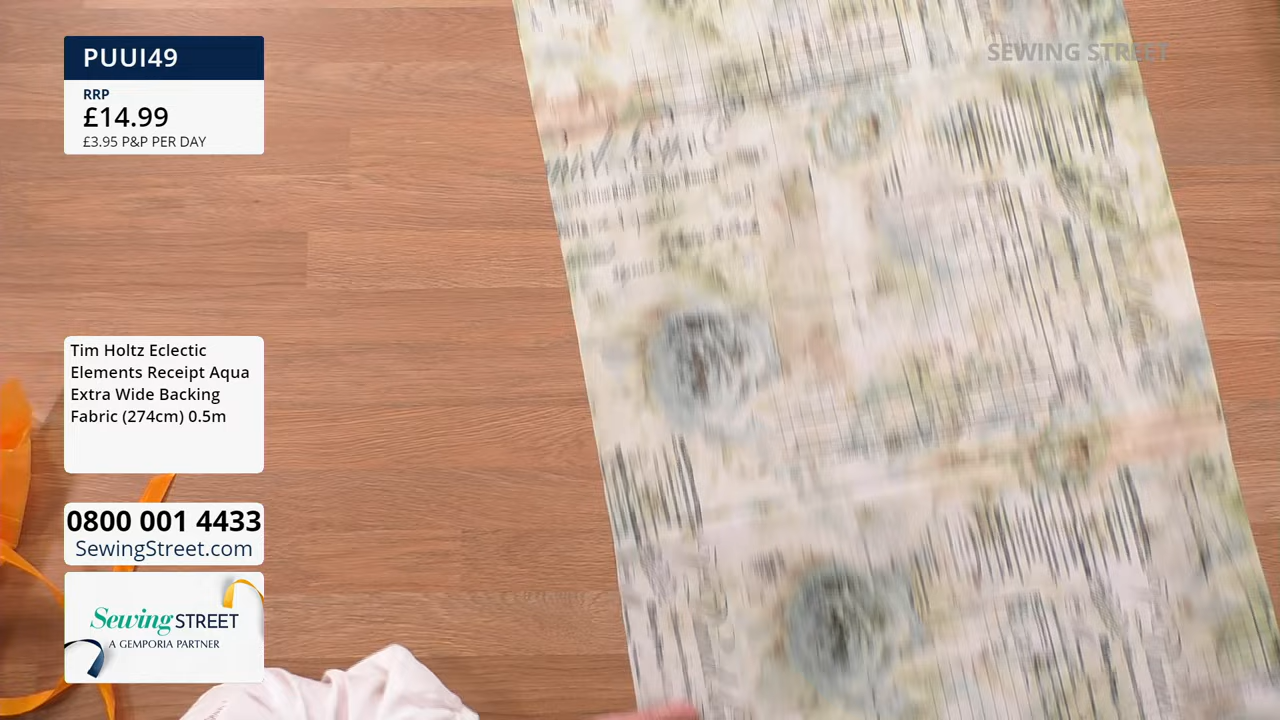 PUUI49
RRP
£14.99
£3.95 P&P PER DAY
SEWING STREET
Tim Holtz Eclectic
Elements Receipt Aqua
Extra Wide Backing
Fabric (274cm) 0.5m
0800 001 4433
SewingStreet.com
Sewing STREET
A GEMPORIA PARTNER